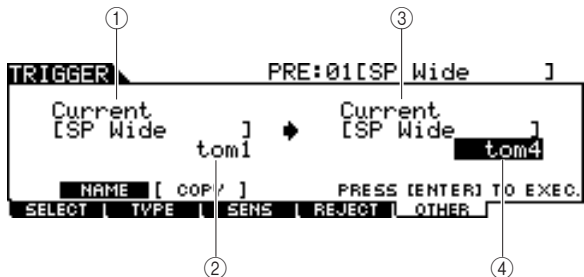 ① ③
TRIGGER PRE:01[SP Wide ]
Current Current
[SP Wide ] [SP Wide ]
tom1 tom4
NAME [ COPY ] PRESS [ENTER] TO EXEC.
SELECT TYPE SENS REJECT OTHER
② ④